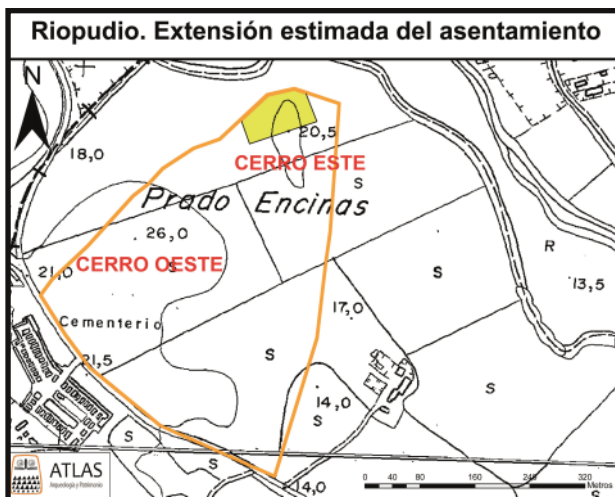 Riopudio. Extensión estimada del asentamiento
N
18,0
20,5
CERRO ESTE
S
Prado Encinas
26,0
R
21,0
CERRO OESTE
S
S
13,5
Cementerio
17,0
21,5
S
S
14,0
S
S
S
14,0
ATLAS
Arqueología y Patrimonio
0 40 80 160 240 320
Metros